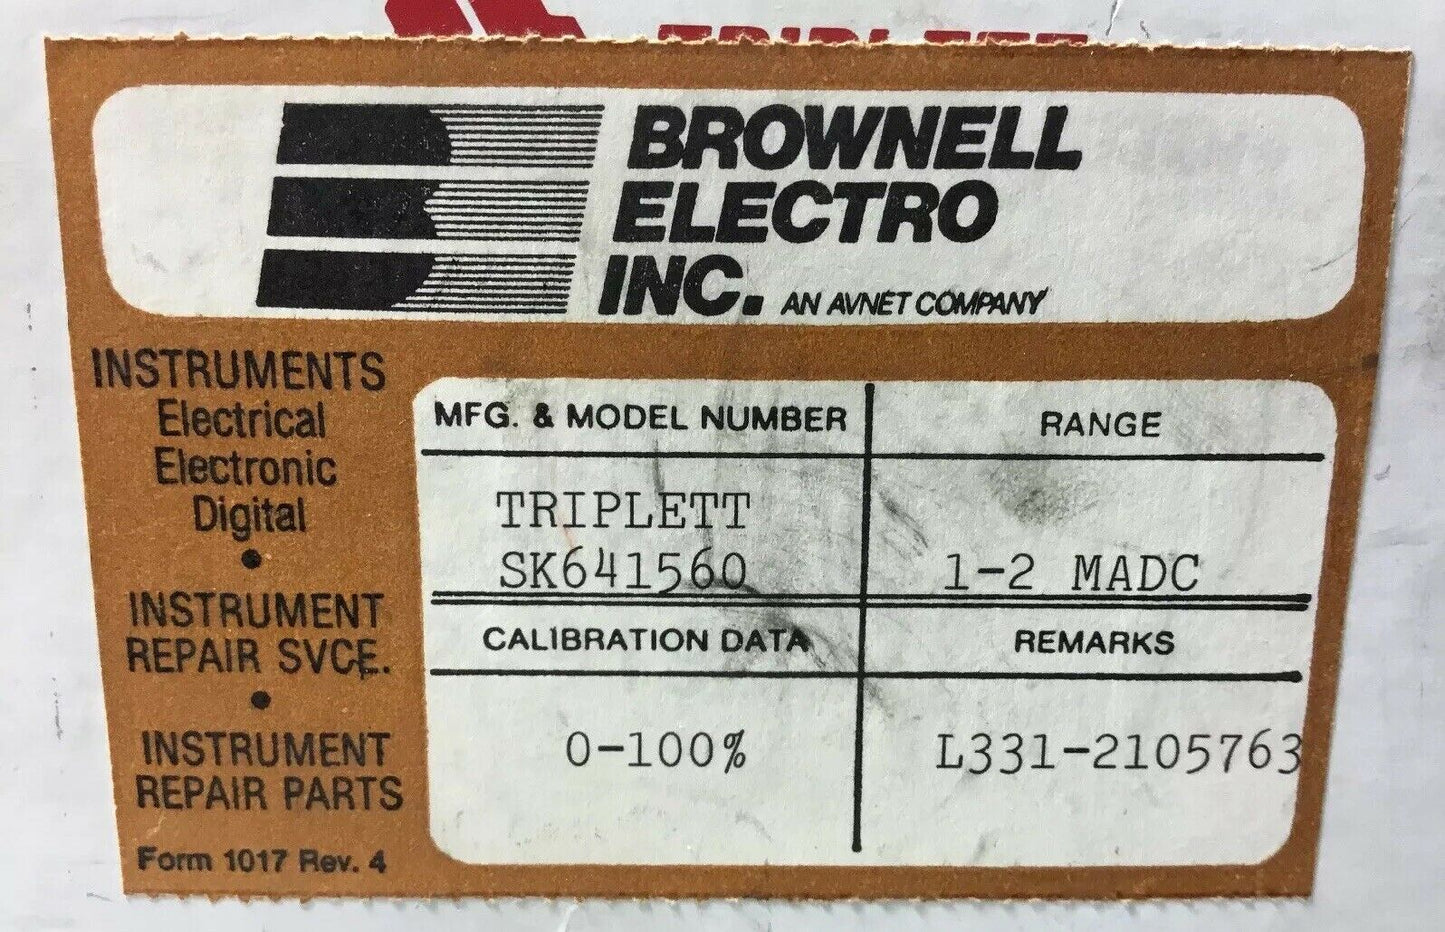 TRIPLETT
BROWNELL
ELECTRO
INC. AN AVNET COMPANY
INSTRUMENTS
Electrical
Electronic
Digital
•
INSTRUMENT
REPAIR SVCE.
•
INSTRUMENT
REPAIR PARTS
Form 1017 Rev. 4
MFG. & MODEL NUMBER
TRIPLETT
SK641560
RANGE
1-2 MADC
CALIBRATION DATA
0-100%
REMARKS
L331-2105763